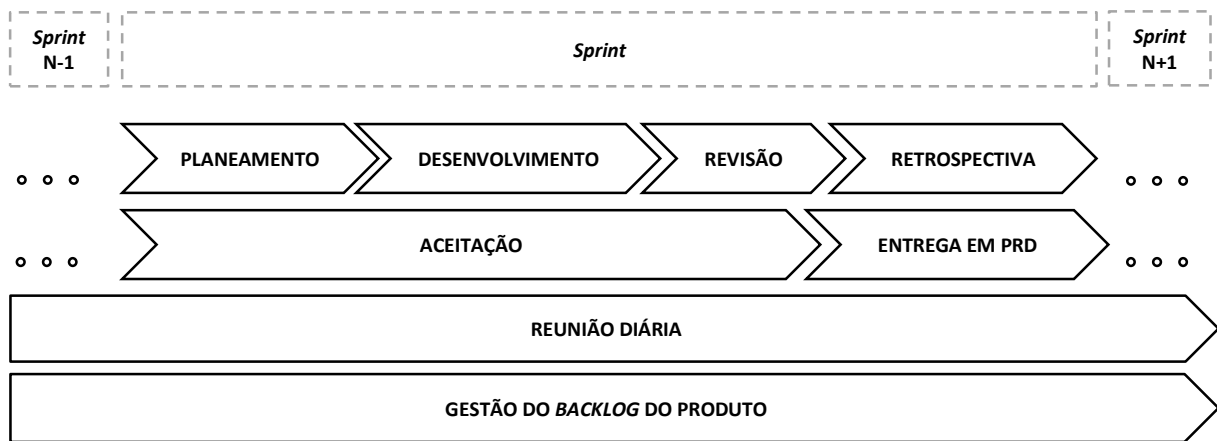 Sprint
N-1
Sprint
Sprint
N+1
PLANEAMENTO
DESENVOLVIMENTO
REVISÃO
RETROSPECTIVA
ACEITAÇÃO
ENTREGA EM PRD
REUNIÃO DIÁRIA
GESTÃO DO BACKLOG DO PRODUTO